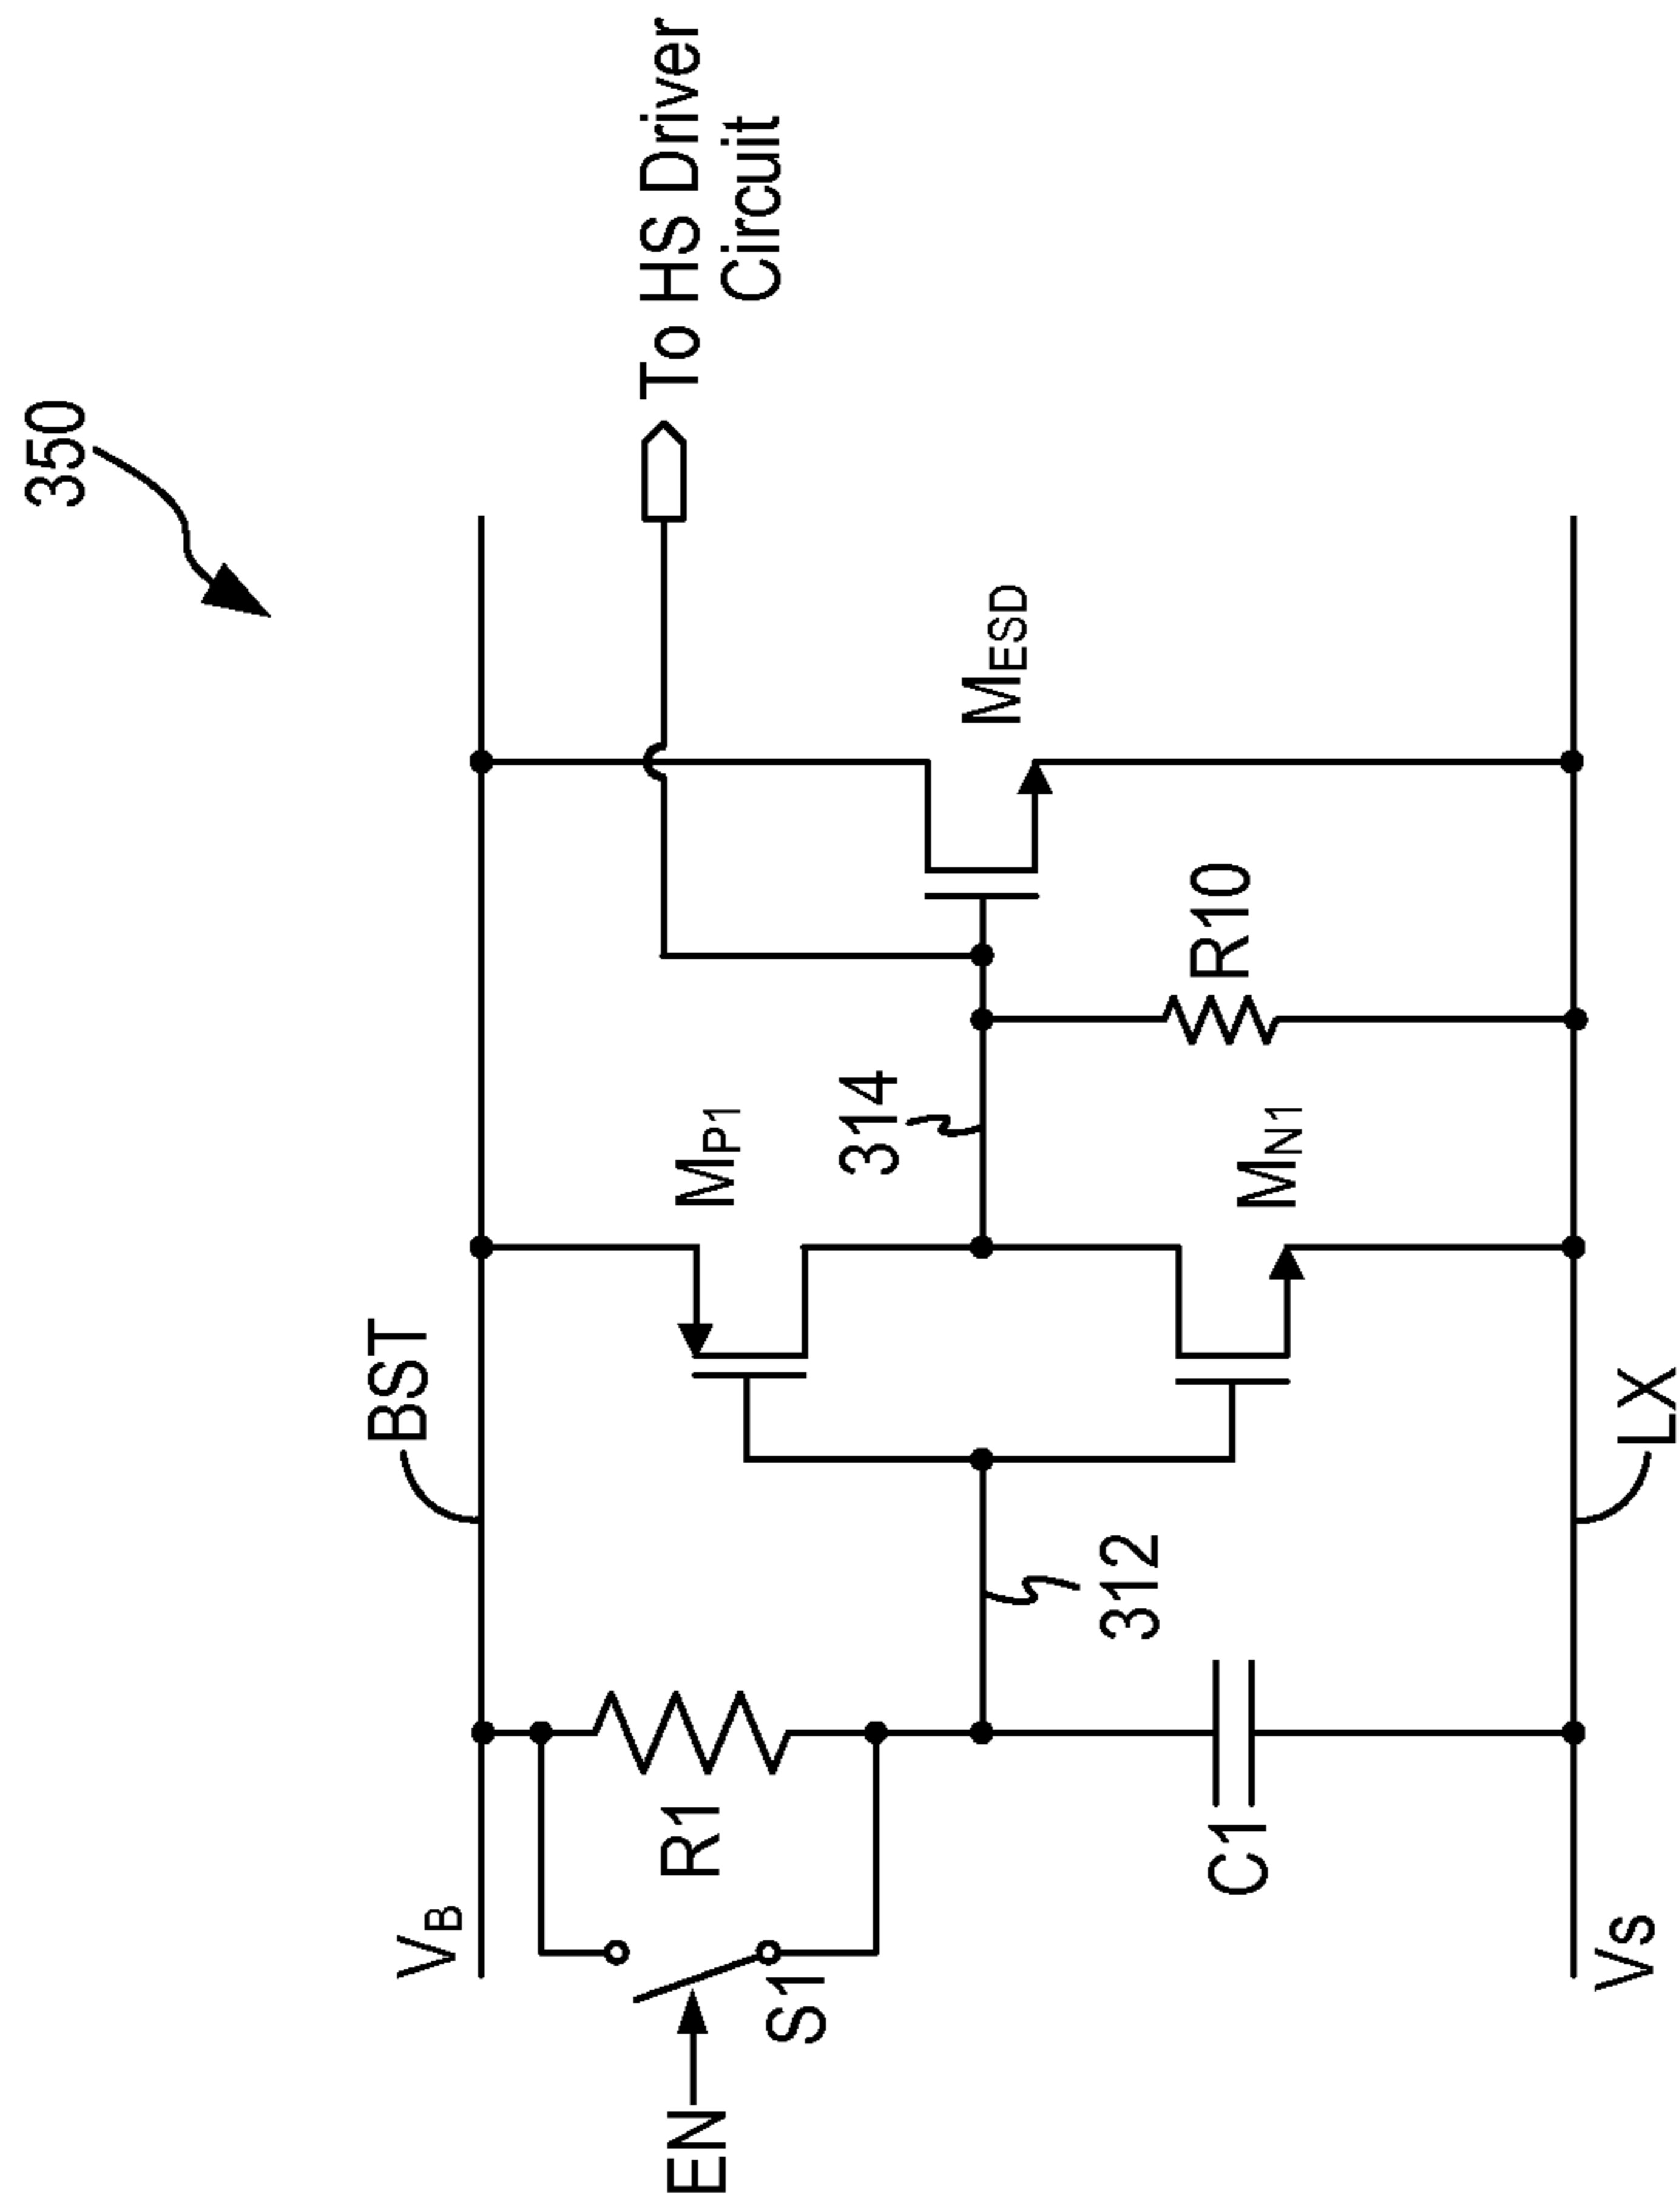 350
To HS Driver
Circuit
VB
BST
EN
S1
R1
MP1
314
MESD
312
C1
MN1
R10
VS
LX